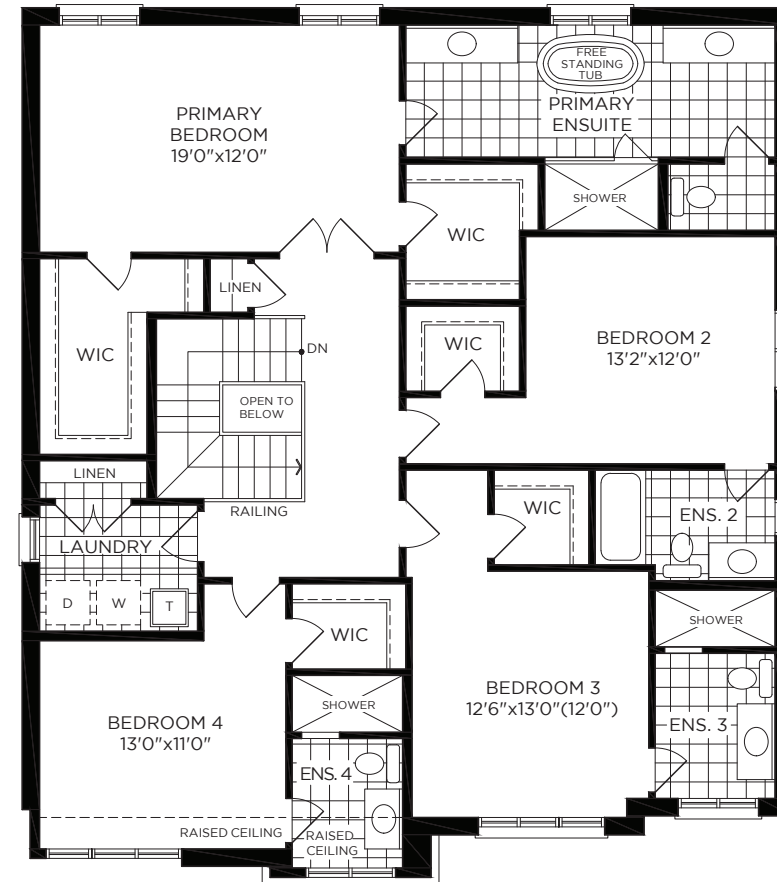 FREE
STANDING
TUB
PRIMARY
BEDROOM
19'0"x12'0"
PRIMARY
ENSUITE
SHOWER
WIC
LINEN
WIC
DN
WIC
BEDROOM 2
13'2"x12'0"
OPEN TO
BELOW
LINEN
RAILING
WIC
ENS. 2
LAUNDRY
D
W
T
SHOWER
WIC
BEDROOM 3
12'6"x13'0"(12'0")
SHOWER
BEDROOM 4
13'0"x11'0"
ENS. 3
ENS. 4
RAISED CEILING
RAISED
CEILING